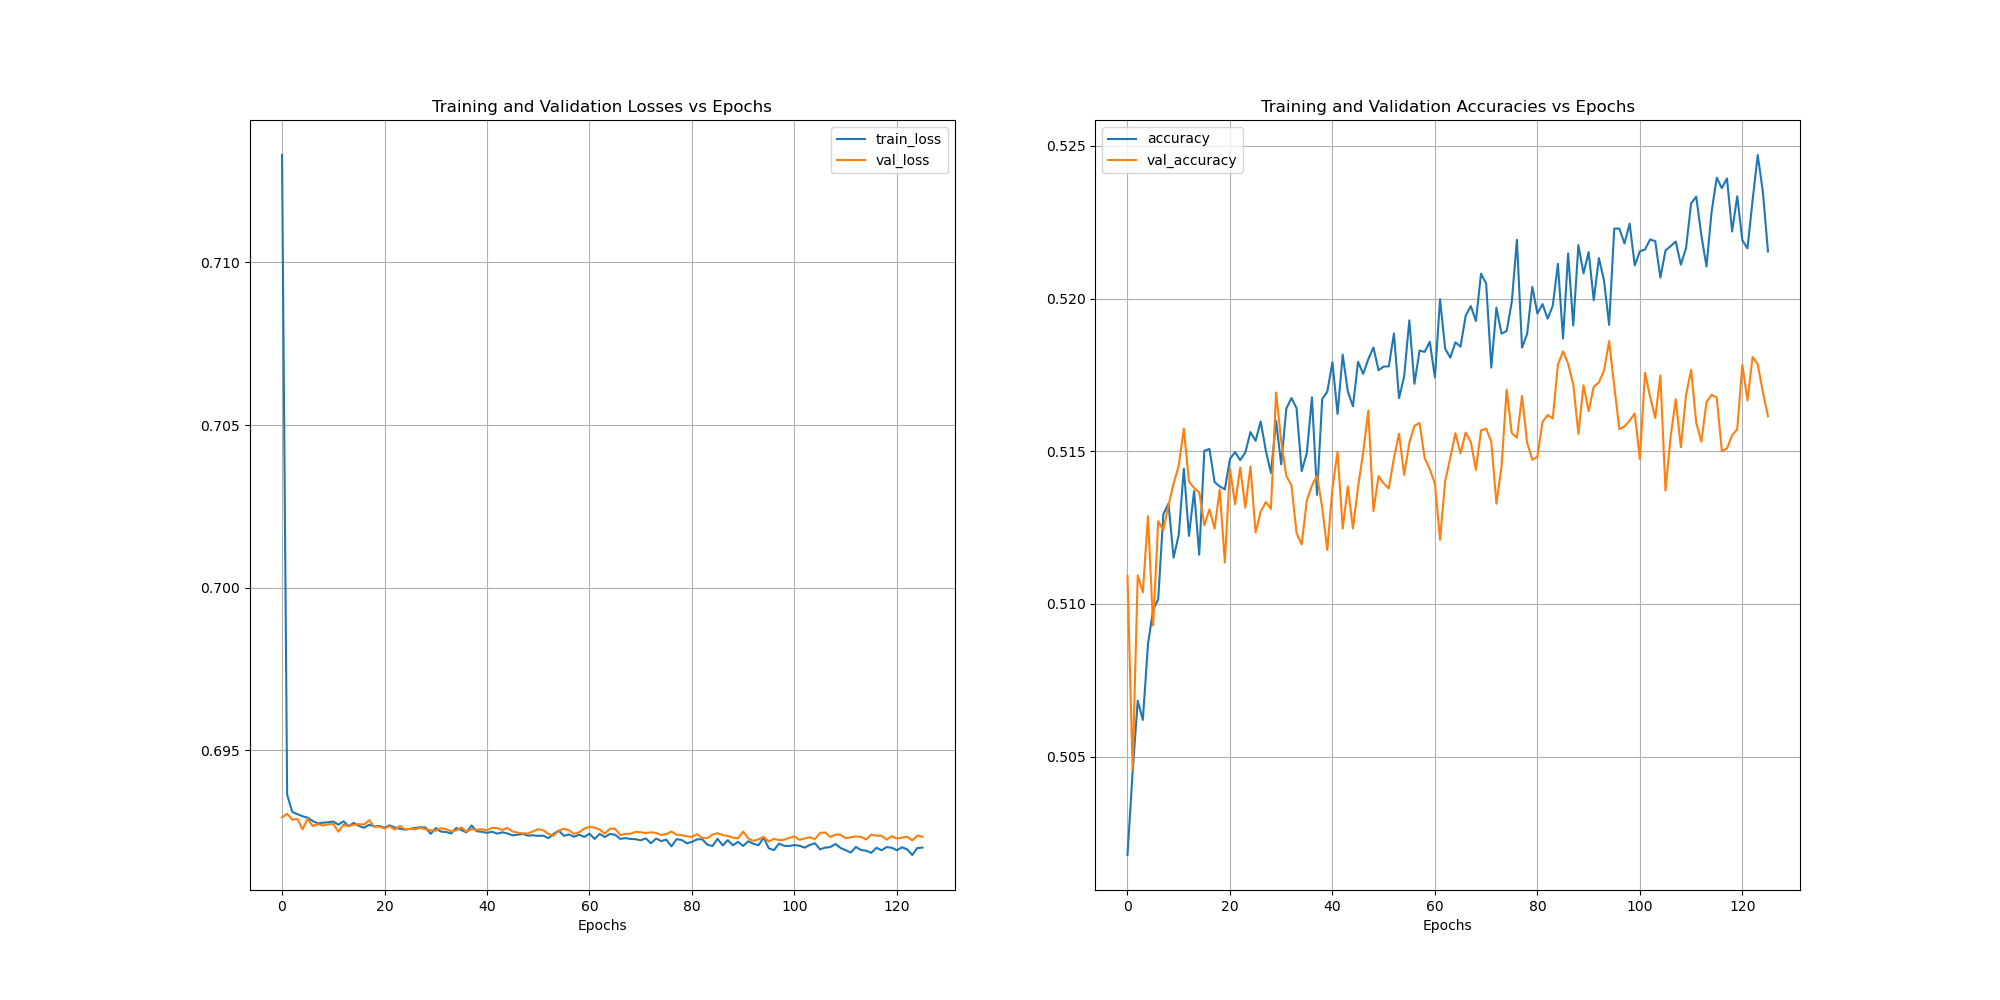 Training and Validation Losses vs Epochs
train_loss
val_loss
0.710
0.705
0.700
0.695
0 20 40 60 80 100 120
Epochs
Training and Validation Accuracies vs Epochs
accuracy
val_accuracy
0.525
0.520
0.515
0.510
0.505
0 20 40 60 80 100 120
Epochs